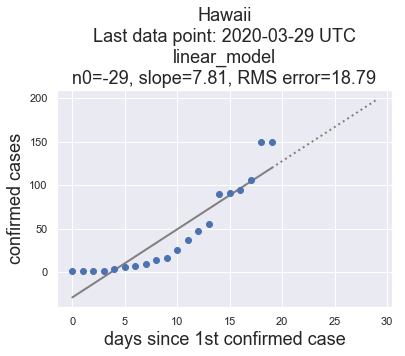 Hawaii
Last data point: 2020-03-29 UTC
linear_model
n0=-29, slope=7.81, RMS error=18.79
200
150
100
50
0
confirmed cases
0 5 10 15 20 25 30
days since 1st confirmed case